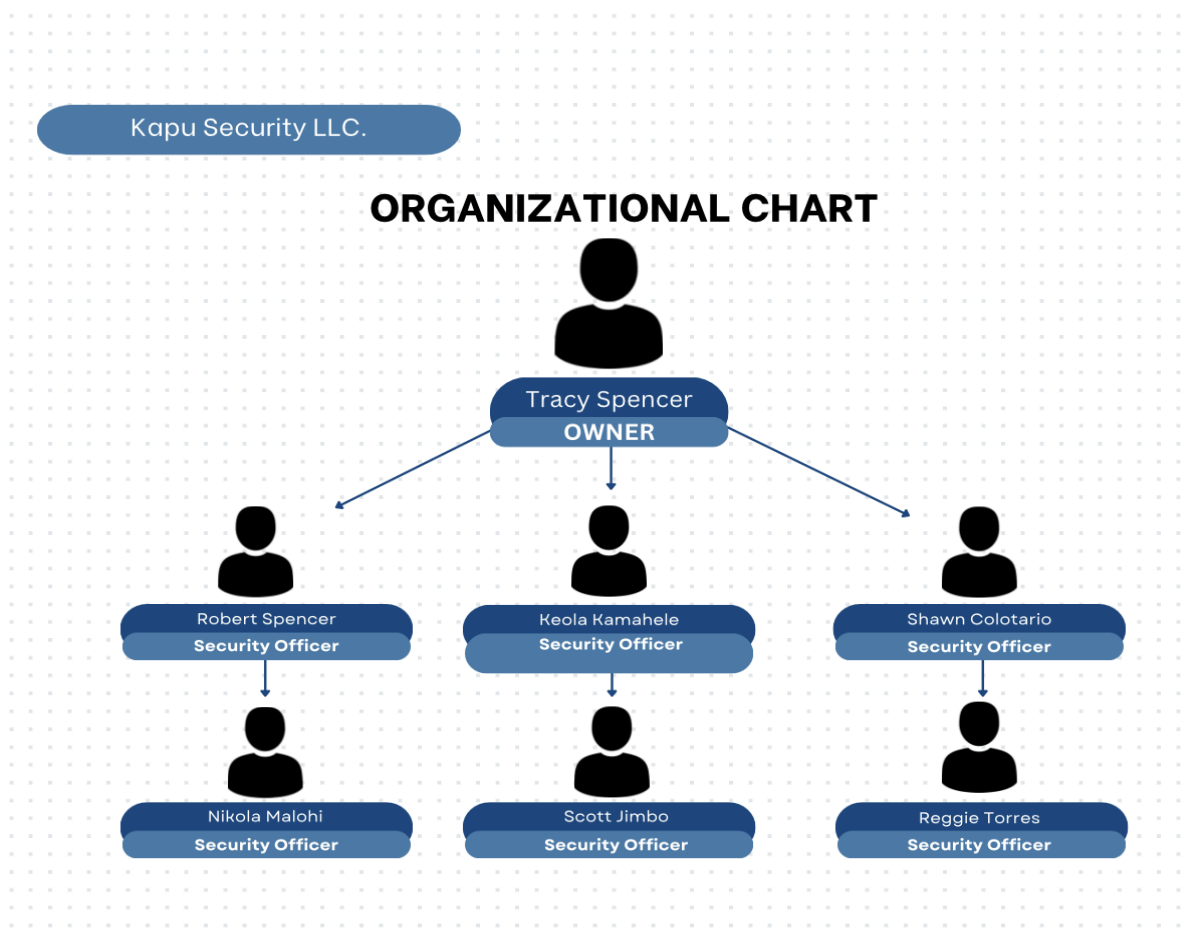 Kapu Security LLC.
ORGANIZATIONAL CHART
Tracy Spencer
OWNER
Robert Spencer
Security Officer
Keola Kamahele
Security Officer
Shawn Colotario
Security Officer
Nikola Malohi
Security Officer
Scott Jimbo
Security Officer
Reggie Torres
Security Officer